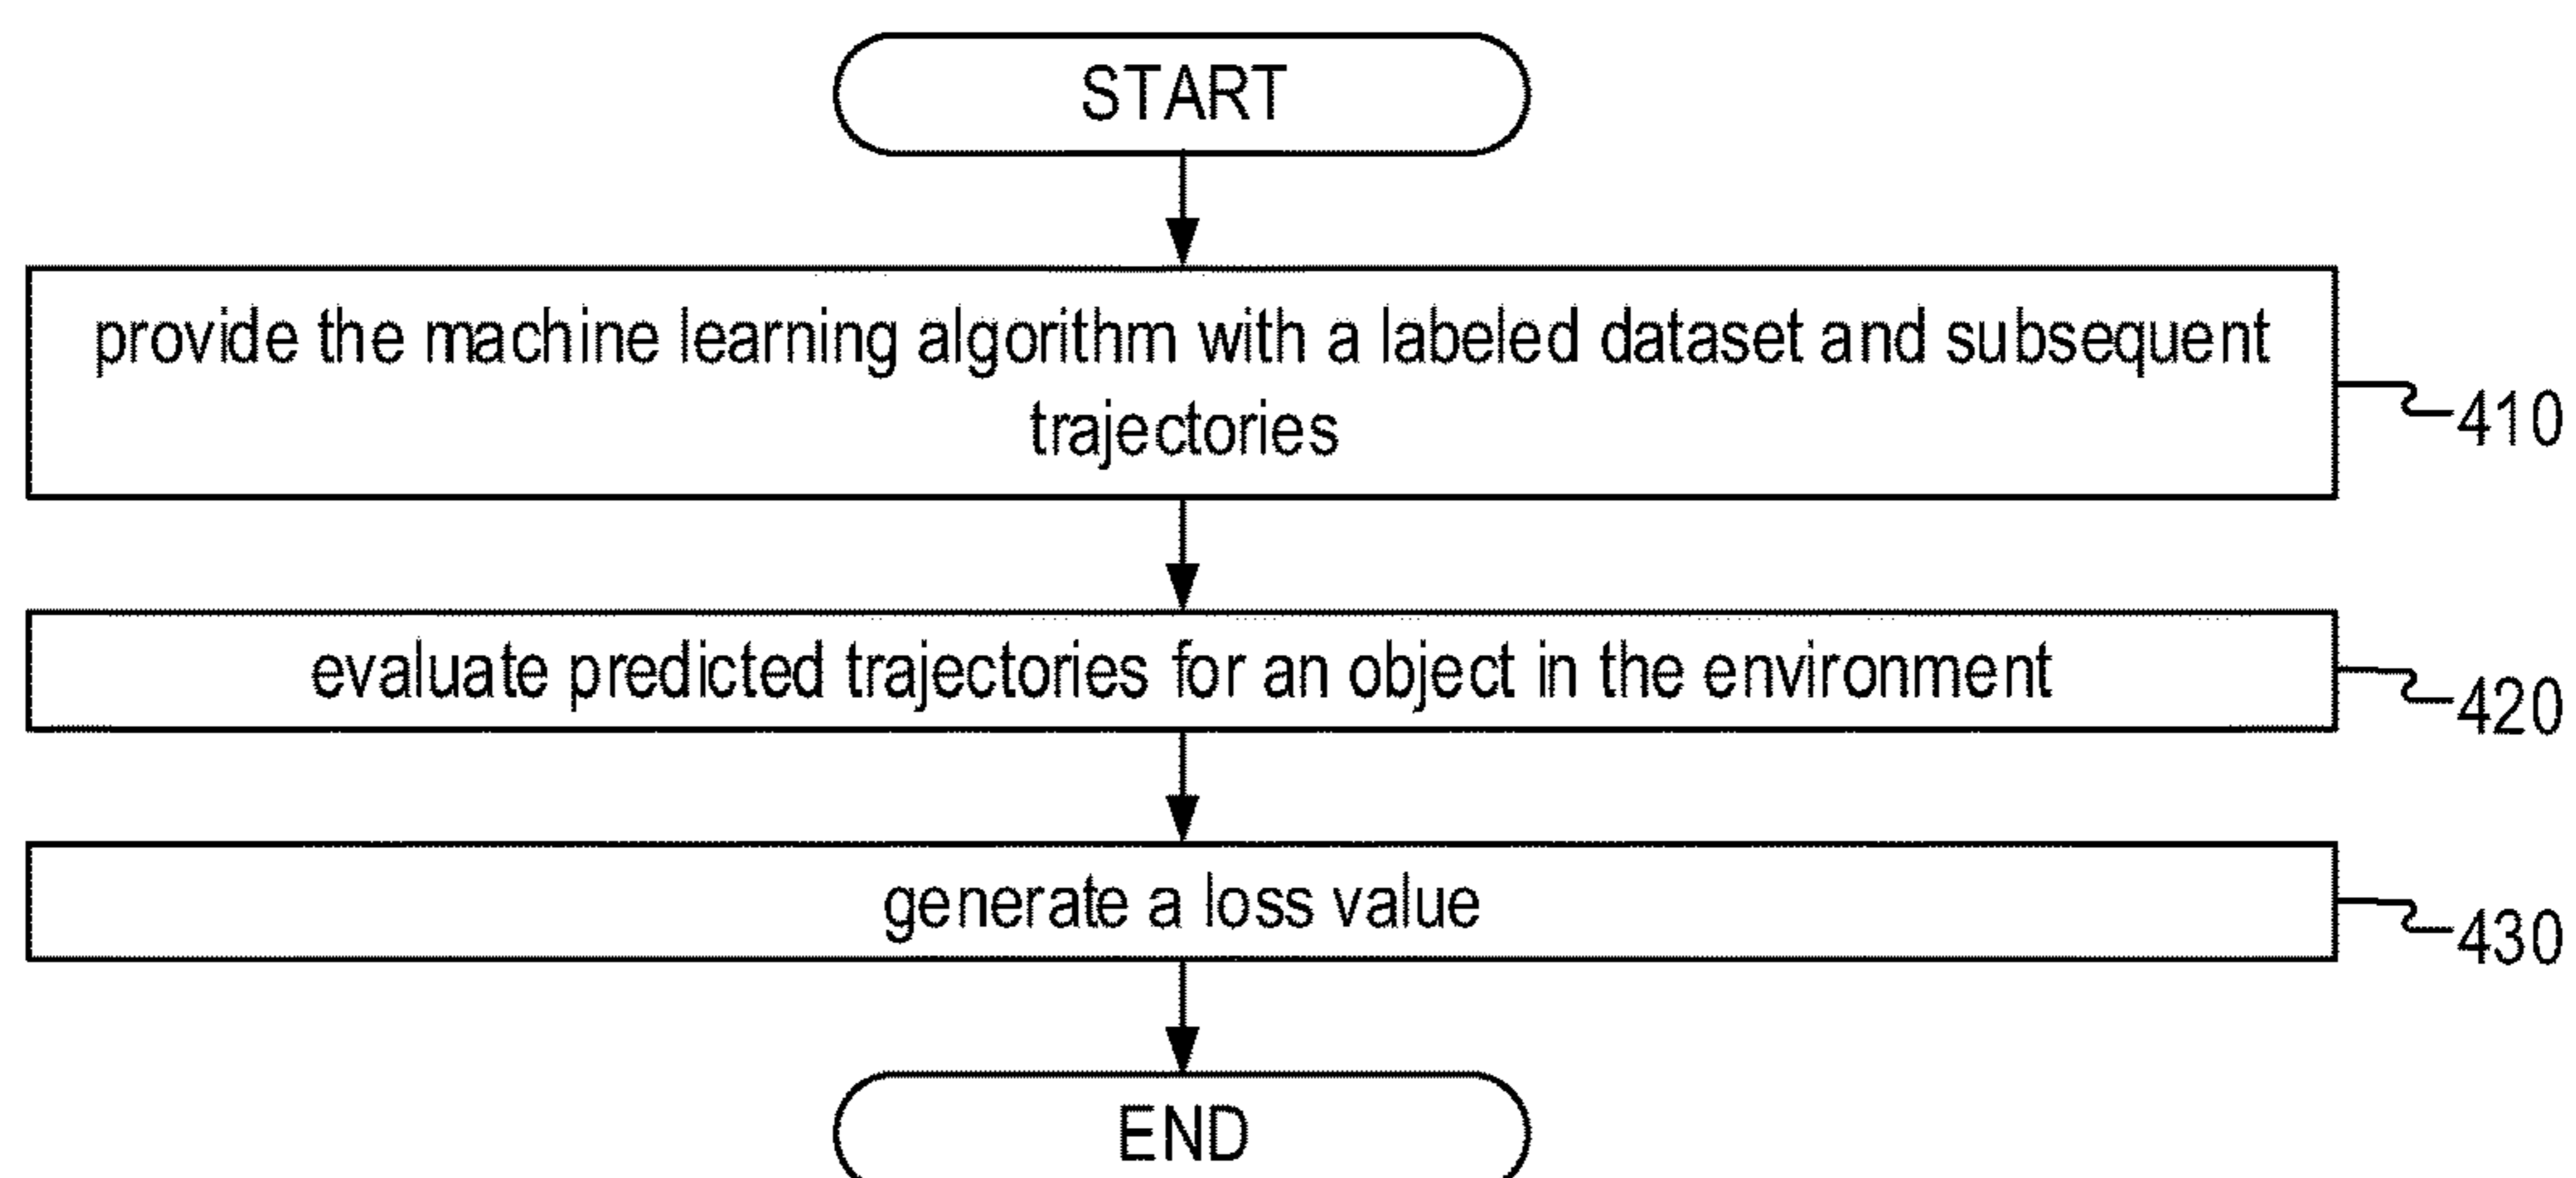 START
provide the machine learning algorithm with a labeled dataset and subsequent
trajectories
410
evaluate predicted trajectories for an object in the environment
420
generate a loss value
430
END